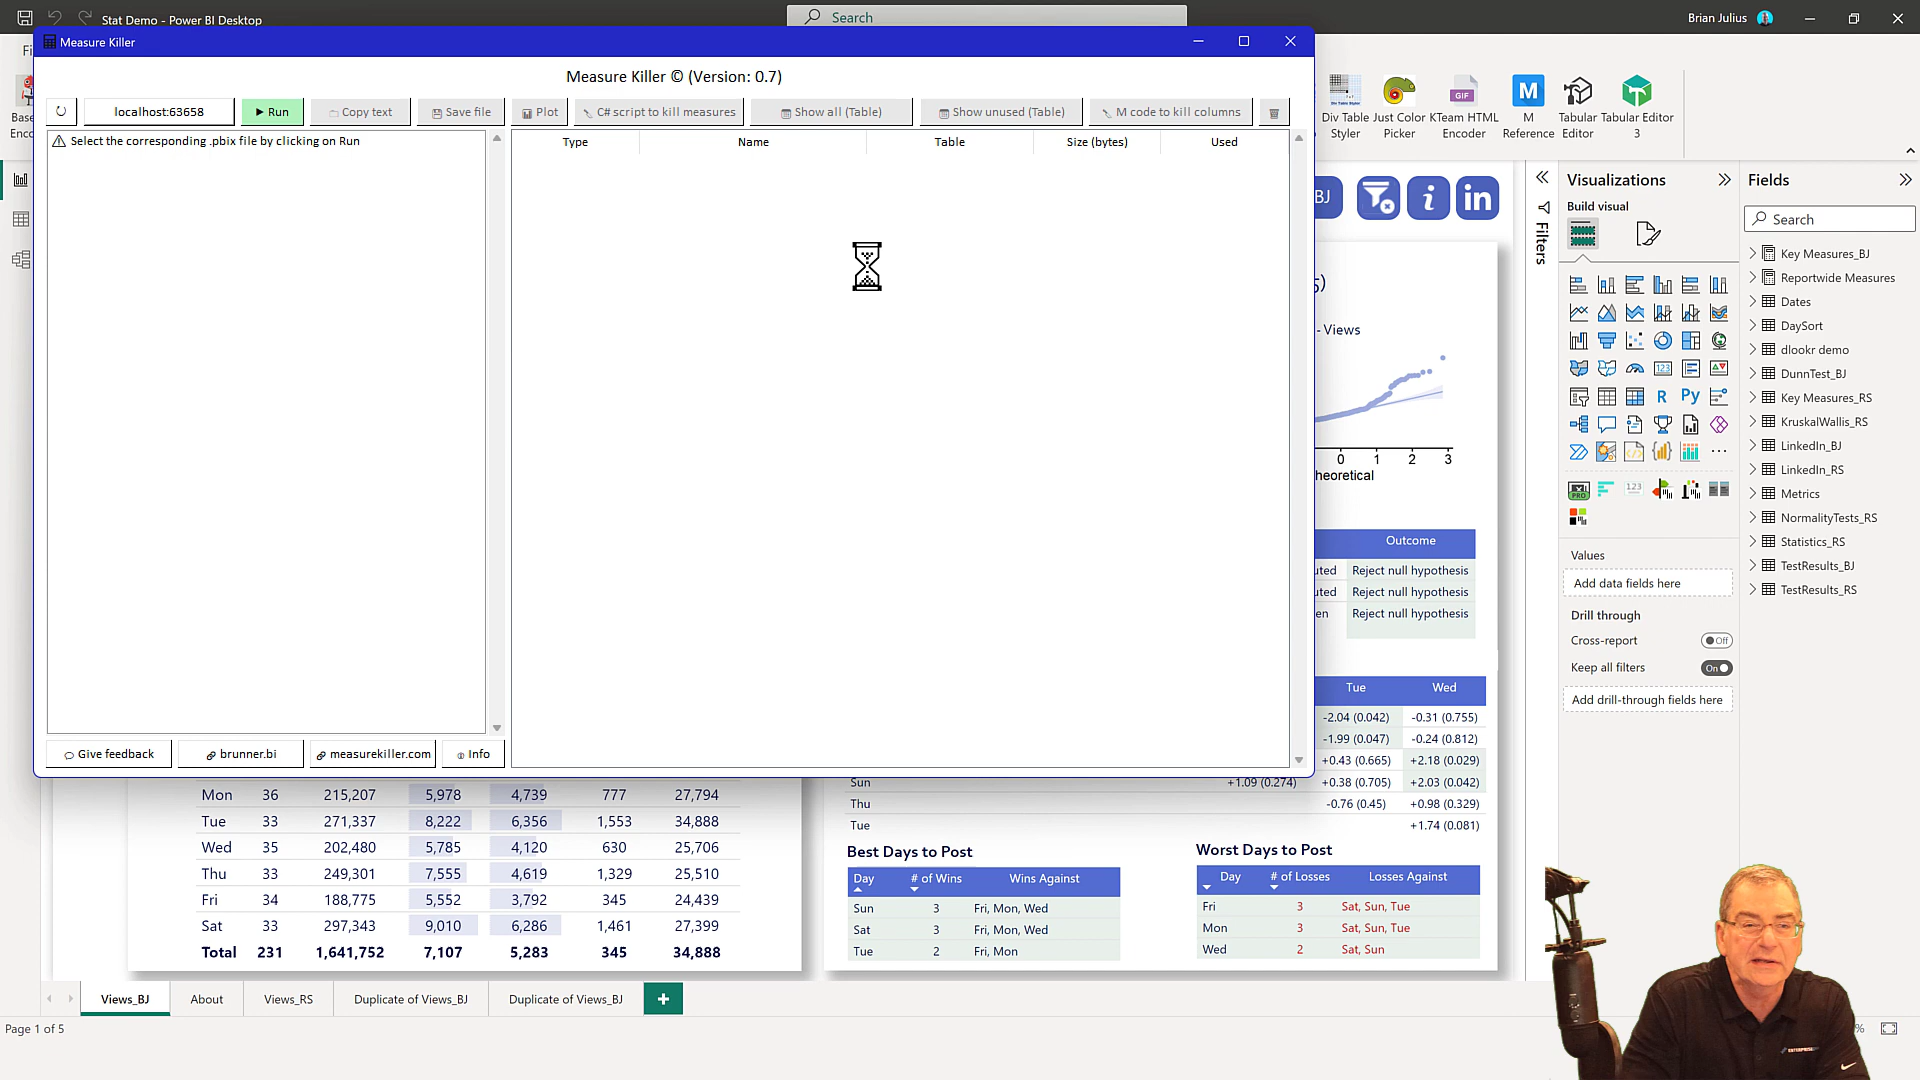 Stat Demo - Power BI Desktop
Search
Brian Julius
Measure Killer
Measure Killer © (Version: 0.7)
localhost:63658
Run
Copy text
Save file
Plot
C# script to kill measures
Show all (Table)
Show unused (Table)
M code to kill columns
Select the corresponding .pbix file by clicking on Run
Type Name Table Size (bytes) Used
Give feedback
brunner.bi
measurekiller.com
Info
Div Table Styler
Just Color Picker
GIF
KTeam HTML Encoder
M
M Reference
Tabular Editor
Tabular Editor 3
BJ
i
in
Filters
- Views
0 1 2 3
heoretical
Outcome
uted Reject null hypothesis
uted Reject null hypothesis
en Reject null hypothesis
Tue Wed
-2.04 (0.042) -0.31 (0.755)
-1.99 (0.047) -0.24 (0.812)
+0.43 (0.665) +2.18 (0.029)
Sun +1.09 (0.274) +0.38 (0.705) +2.03 (0.042)
Thu -0.76 (0.45) +0.98 (0.329)
Tue +1.74 (0.081)
Mon 36 215,207 5,978 4,739 777 27,794
Tue 33 271,337 8,222 6,356 1,553 34,888
Wed 35 202,480 5,785 4,120 630 25,706
Thu 33 249,301 7,555 4,619 1,329 25,510
Fri 34 188,775 5,552 3,792 345 24,439
Sat 33 297,343 9,010 6,286 1,461 27,399
Total 231 1,641,752 7,107 5,283 345 34,888
Best Days to Post
Day # of Wins Wins Against
Sun 3 Fri, Mon, Wed
Sat 3 Fri, Mon, Wed
Tue 2 Fri, Mon
Worst Days to Post
Day # of Losses Losses Against
Fri 3 Sat, Sun, Tue
Mon 3 Sat, Sun, Tue
Wed 2 Sat, Sun
Visualizations
Build visual
R
Py
123
PRO
123
Values
Add data fields here
Drill through
Cross-report Off
Keep all filters On
Add drill-through fields here
Fields
Search
Key Measures_BJ
Reportwide Measures
Dates
DaySort
dlookr demo
DunnTest_BJ
Key Measures_RS
KruskalWallis_RS
LinkedIn_BJ
LinkedIn_RS
Metrics
NormalityTests_RS
Statistics_RS
TestResults_BJ
TestResults_RS
Views_BJ
About
Views_RS
Duplicate of Views_BJ
Duplicate of Views_BJ
Page 1 of 5